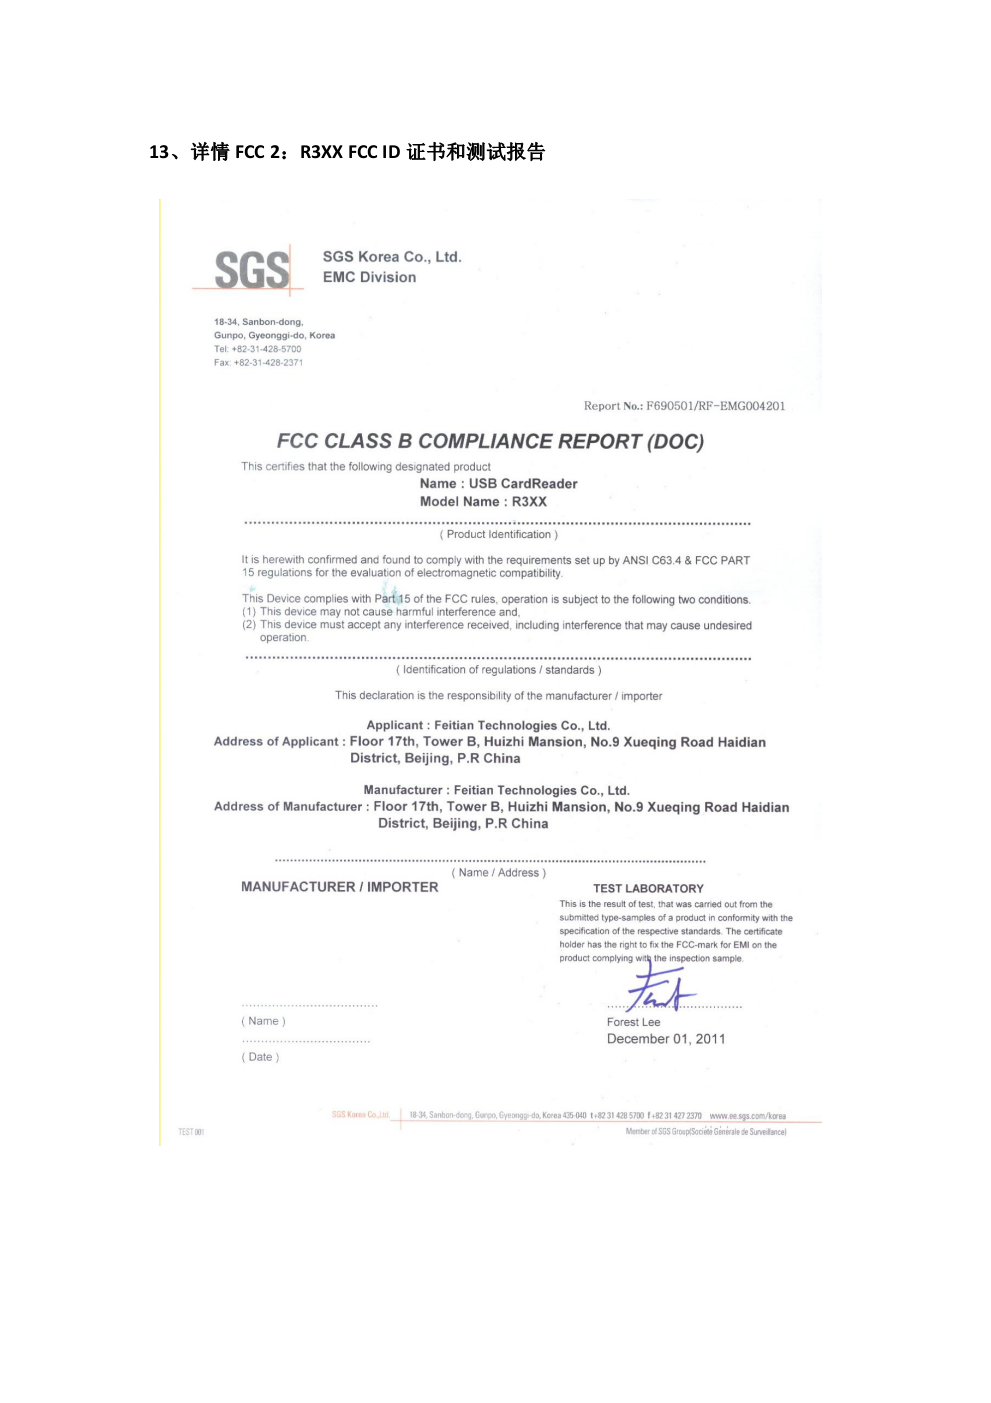 13、详情 FCC 2：R3XX FCC ID 证书和测试报告
SGS
SGS Korea Co., Ltd.
EMC Division
18-34, Sanbon-dong,
Gunpo, Gyeonggi-do, Korea
Tel: +82-31-428-5700
Fax: +82-31-428-2371
Report No.: F690501/RF-EMG004201
FCC CLASS B COMPLIANCE REPORT (DOC)
This certifies that the following designated product
Name : USB CardReader
Model Name : R3XX
( Product Identification )
It is herewith confirmed and found to comply with the requirements set up by ANSI C63.4 & FCC PART
15 regulations for the evaluation of electromagnetic compatibility.
This Device complies with Part 15 of the FCC rules, operation is subject to the following two conditions.
(1) This device may not cause harmful interference and,
(2) This device must accept any interference received, including interference that may cause undesired
operation.
( Identification of regulations / standards )
This declaration is the responsibility of the manufacturer / importer
Applicant : Feitian Technologies Co., Ltd.
Address of Applicant : Floor 17th, Tower B, Huizhi Mansion, No.9 Xueqing Road Haidian
District, Beijing, P.R China
Manufacturer : Feitian Technologies Co., Ltd.
Address of Manufacturer : Floor 17th, Tower B, Huizhi Mansion, No.9 Xueqing Road Haidian
District, Beijing, P.R China
( Name / Address )
MANUFACTURER / IMPORTER
TEST LABORATORY
This is the result of test, that was carried out from the
submitted type-samples of a product in conformity with the
specification of the respective standards. The certificate
holder has the right to fix the FCC-mark for EMI on the
product complying with the inspection sample.
( Name )
( Date )
Forest Lee
December 01, 2011
SGS Korea Co.,Ltd. 18-34, Sanbon-dong, Gunpo, Gyeonggi-do, Korea 435-040 t+82 31 428 5700 f+82 31 427 2370 www.ee.sgs.com/korea
TEST 001
Member of SGS Group(Société Générale de Surveillance)